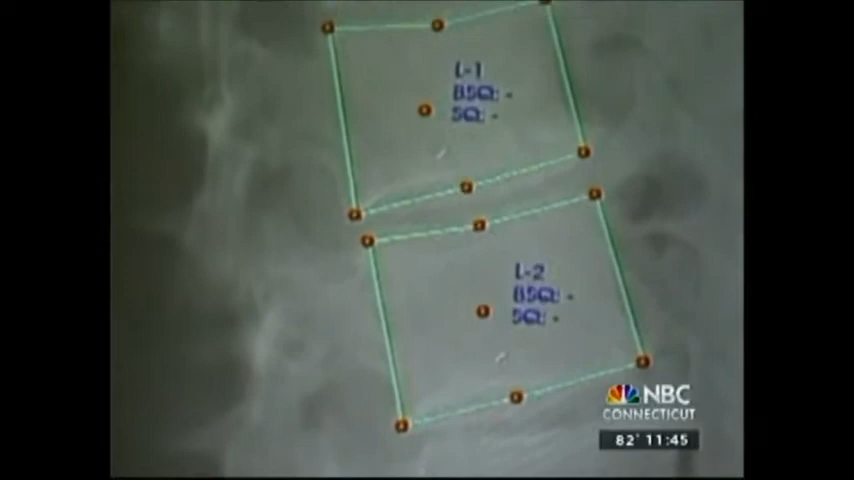 L-1
BSQ: -
SQ: -
L-2
BSQ: -
SQ: -
NBC
CONNECTICUT
82° 11:45